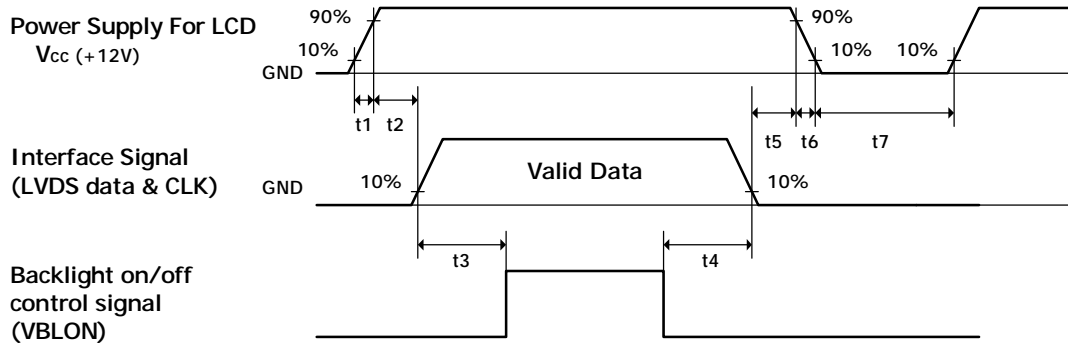 Power Supply For LCD
Vcc (+12V)
90%
90%
10%
10%
10%
GND
t1
t2
t5
t6
t7
Interface Signal
(LVDS data & CLK)
GND
10%
Valid Data
10%
t3
t4
Backlight on/off
control signal
(VBLON)